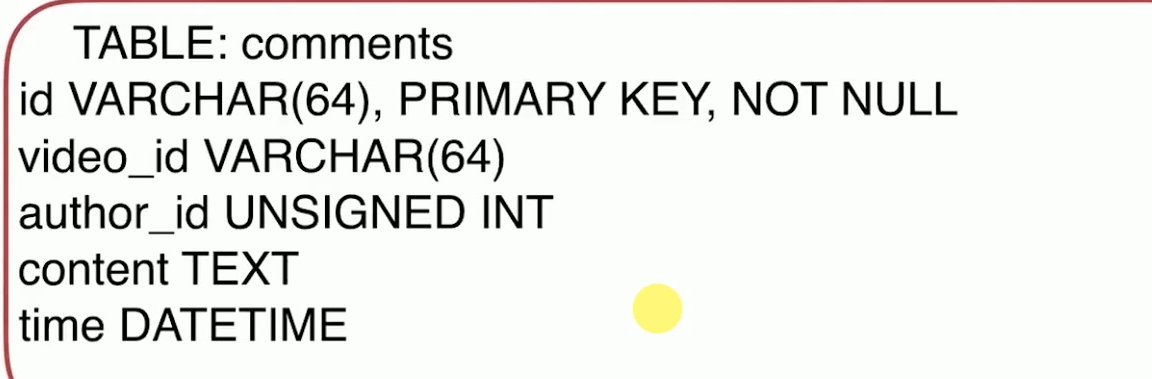 TABLE: comments
id VARCHAR(64), PRIMARY KEY, NOT NULL
video_id VARCHAR(64)
author_id UNSIGNED INT
content TEXT
time DATETIME